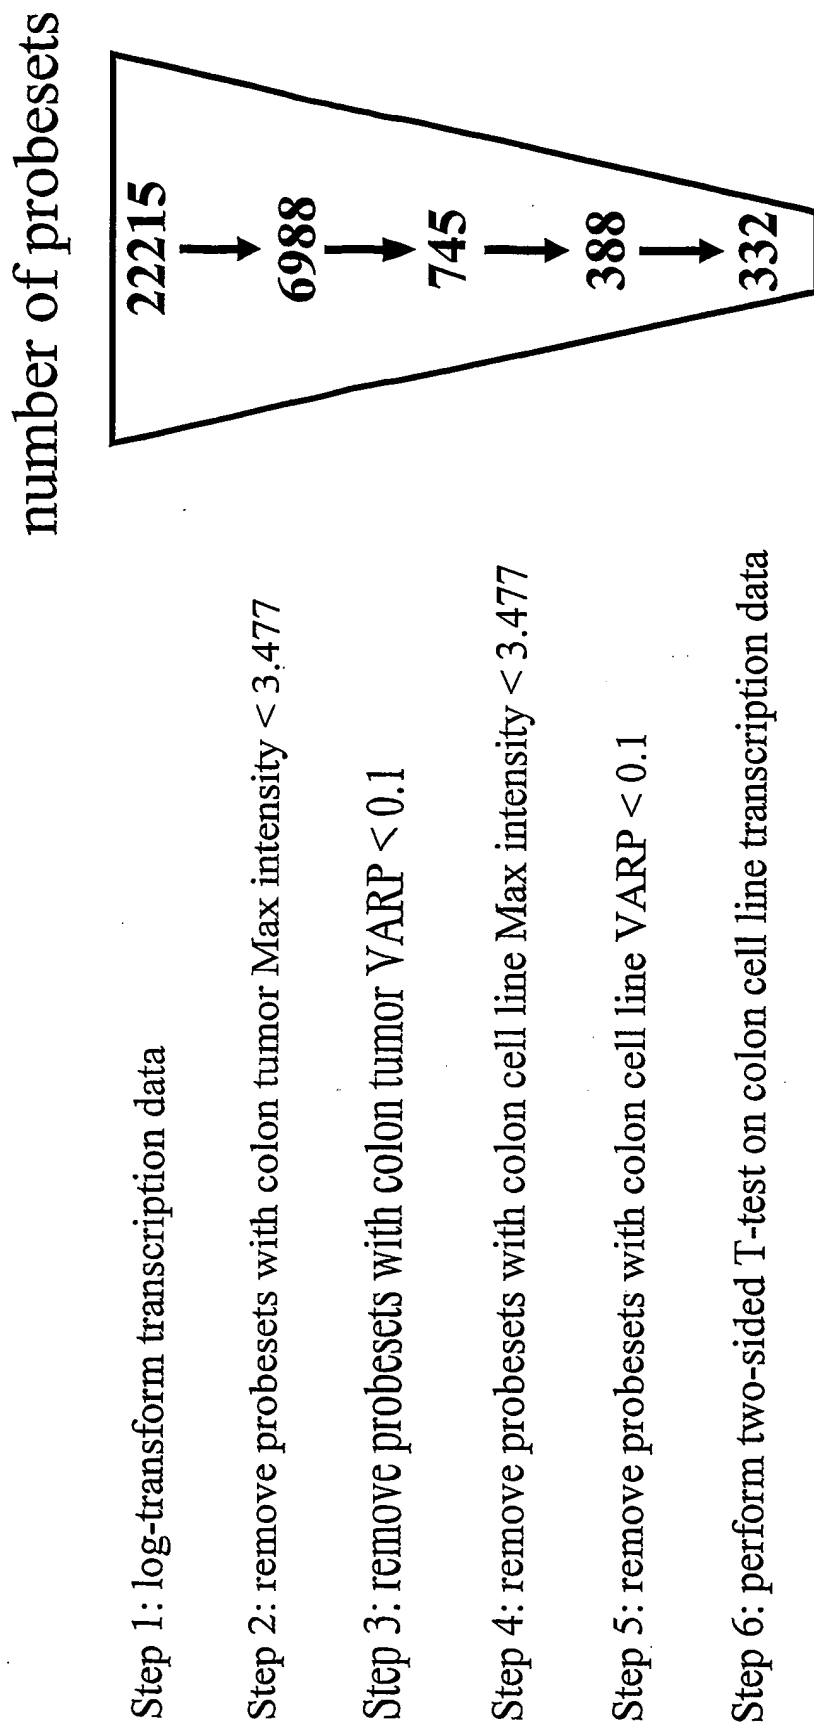 number of probesets
Step 1: log-transform transcription data
22215
Step 2: remove probesets with colon tumor Max intensity < 3.477
6988
Step 3: remove probesets with colon tumor VARP < 0.1
745
Step 4: remove probesets with colon cell line Max intensity < 3.477
388
Step 5: remove probesets with colon cell line VARP < 0.1
332
Step 6: perform two-sided T-test on colon cell line transcription data